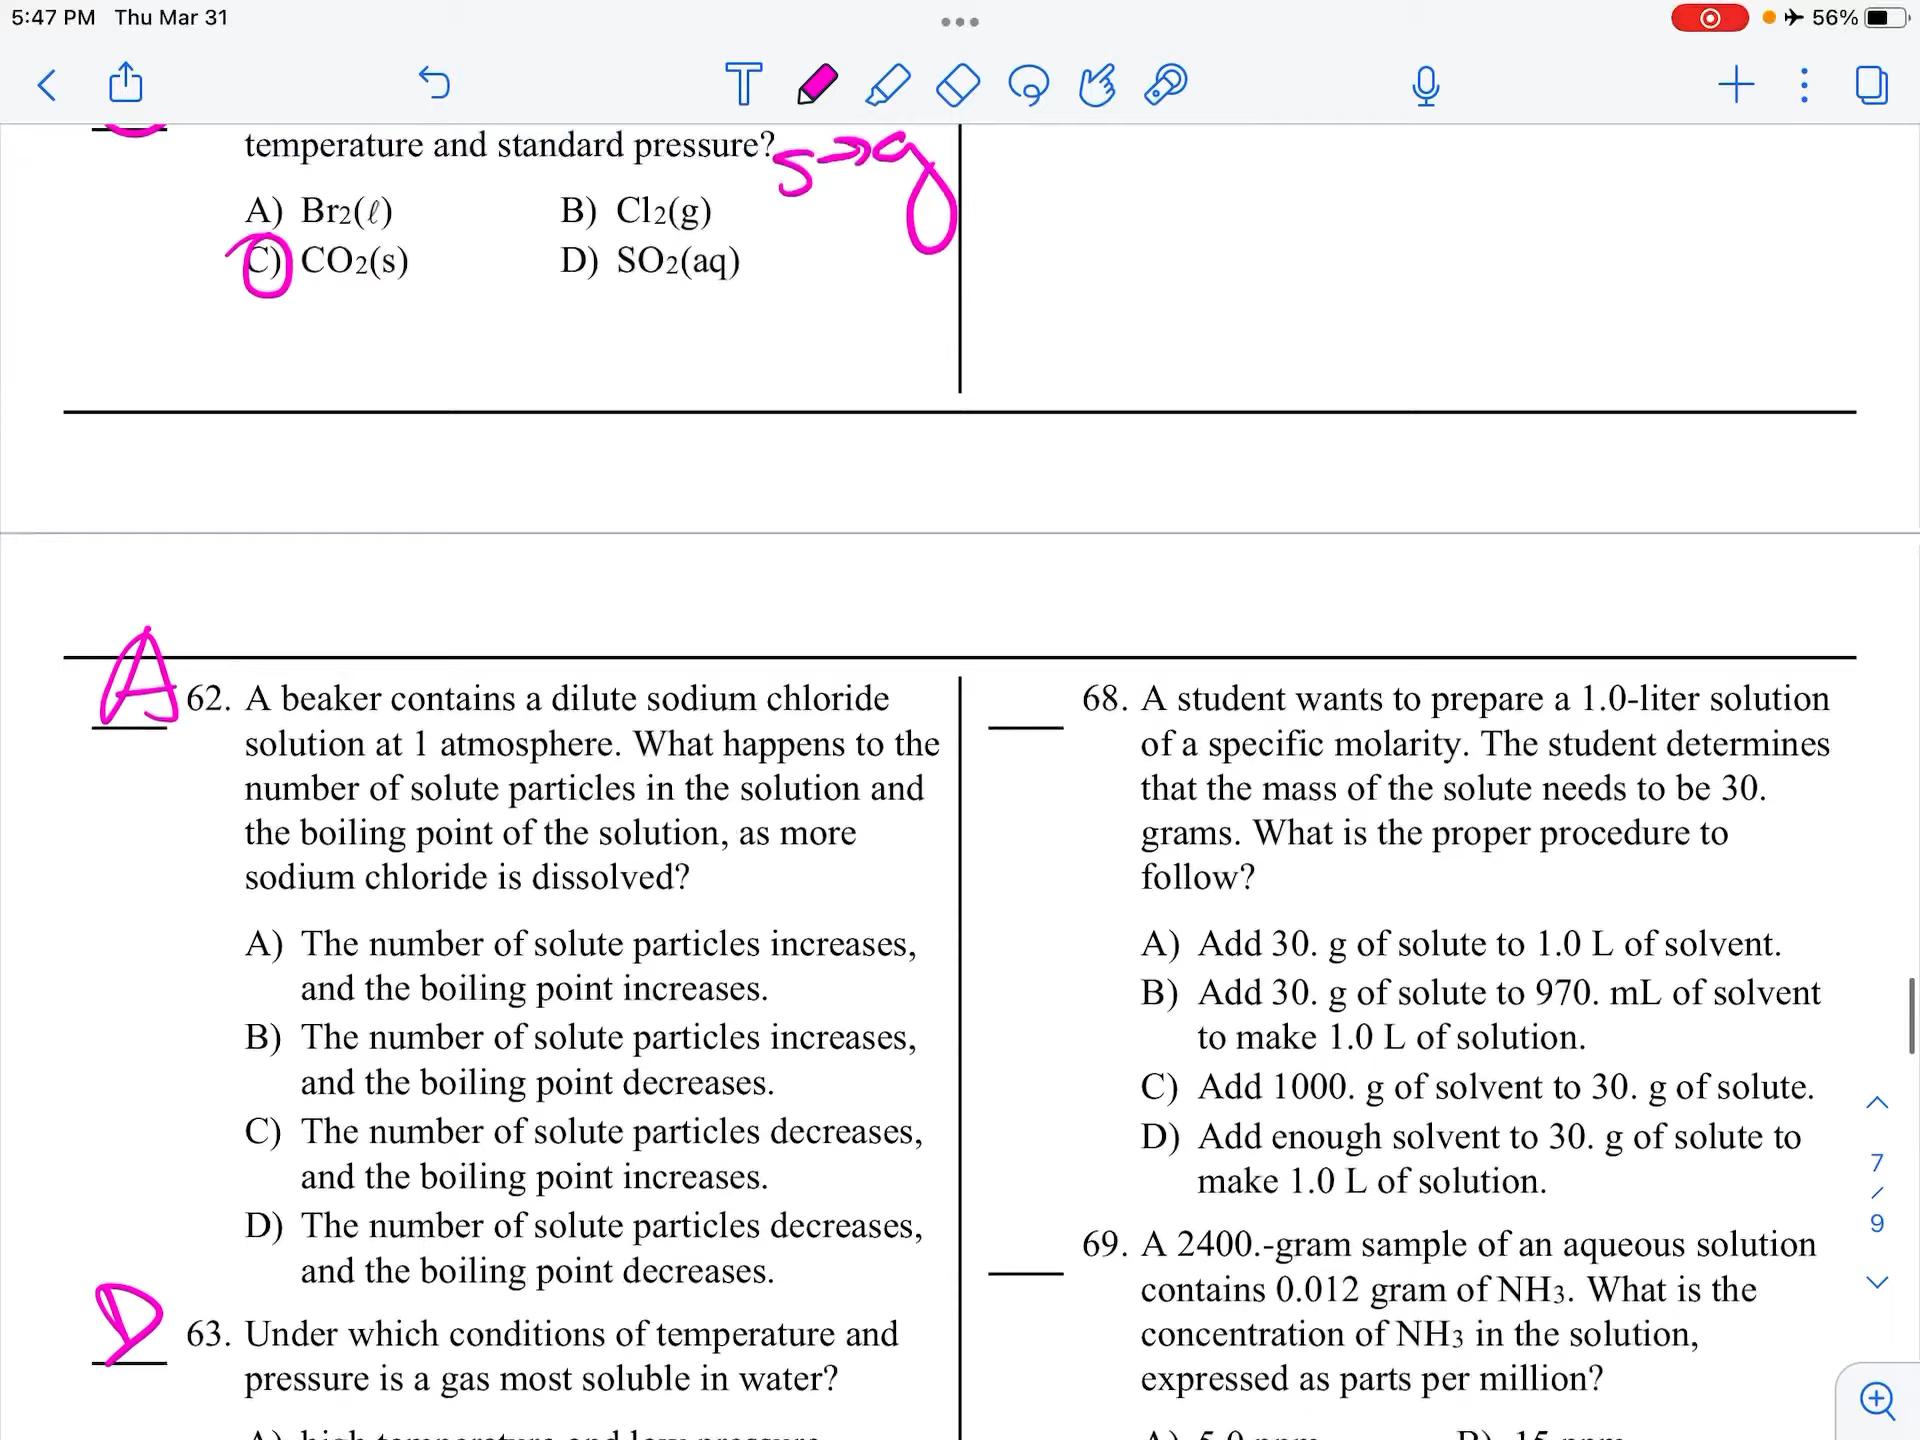 5:47 PM Thu Mar 31
56%
temperature and standard pressure?
s→g
A) Br2(ℓ) B) Cl2(g)
C) CO2(s) D) SO2(aq)
A
62. A beaker contains a dilute sodium chloride
solution at 1 atmosphere. What happens to the
number of solute particles in the solution and
the boiling point of the solution, as more
sodium chloride is dissolved?
A) The number of solute particles increases,
and the boiling point increases.
B) The number of solute particles increases,
and the boiling point decreases.
C) The number of solute particles decreases,
and the boiling point increases.
D) The number of solute particles decreases,
and the boiling point decreases.
D
63. Under which conditions of temperature and
pressure is a gas most soluble in water?
68. A student wants to prepare a 1.0-liter solution
of a specific molarity. The student determines
that the mass of the solute needs to be 30.
grams. What is the proper procedure to
follow?
A) Add 30. g of solute to 1.0 L of solvent.
B) Add 30. g of solute to 970. mL of solvent
to make 1.0 L of solution.
C) Add 1000. g of solvent to 30. g of solute.
D) Add enough solvent to 30. g of solute to
make 1.0 L of solution.
69. A 2400.-gram sample of an aqueous solution
contains 0.012 gram of NH3. What is the
concentration of NH3 in the solution,
expressed as parts per million?
7
/
9